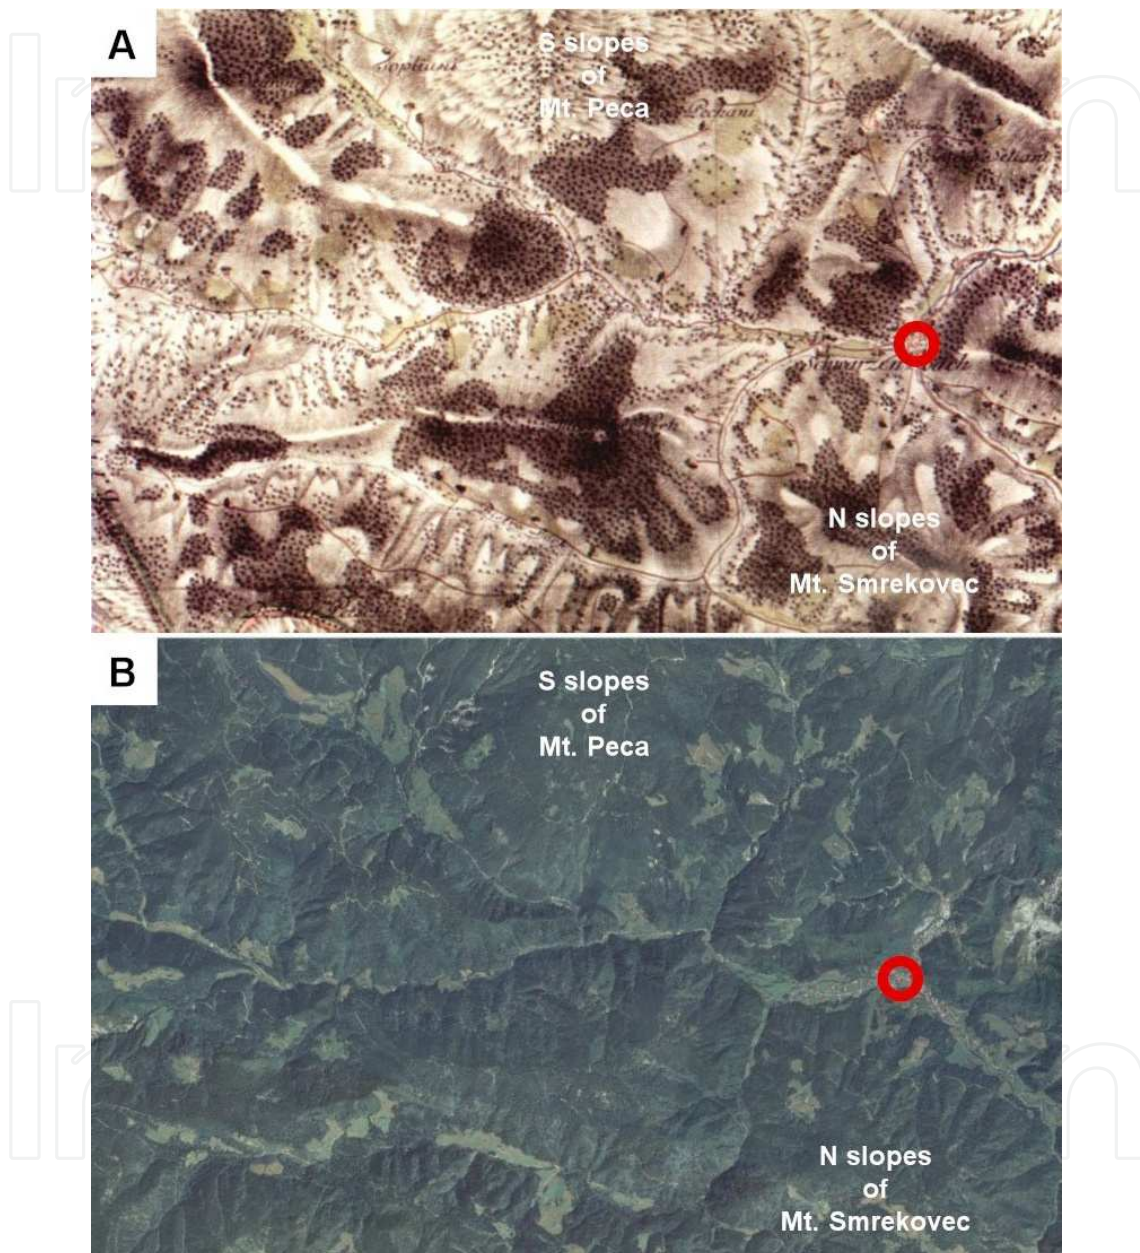 A
S slopes
of
Mt. Peca
N slopes
of
Mt. Smrekovec
B
S slopes
of
Mt. Peca
N slopes
of
Mt. Smrekovec